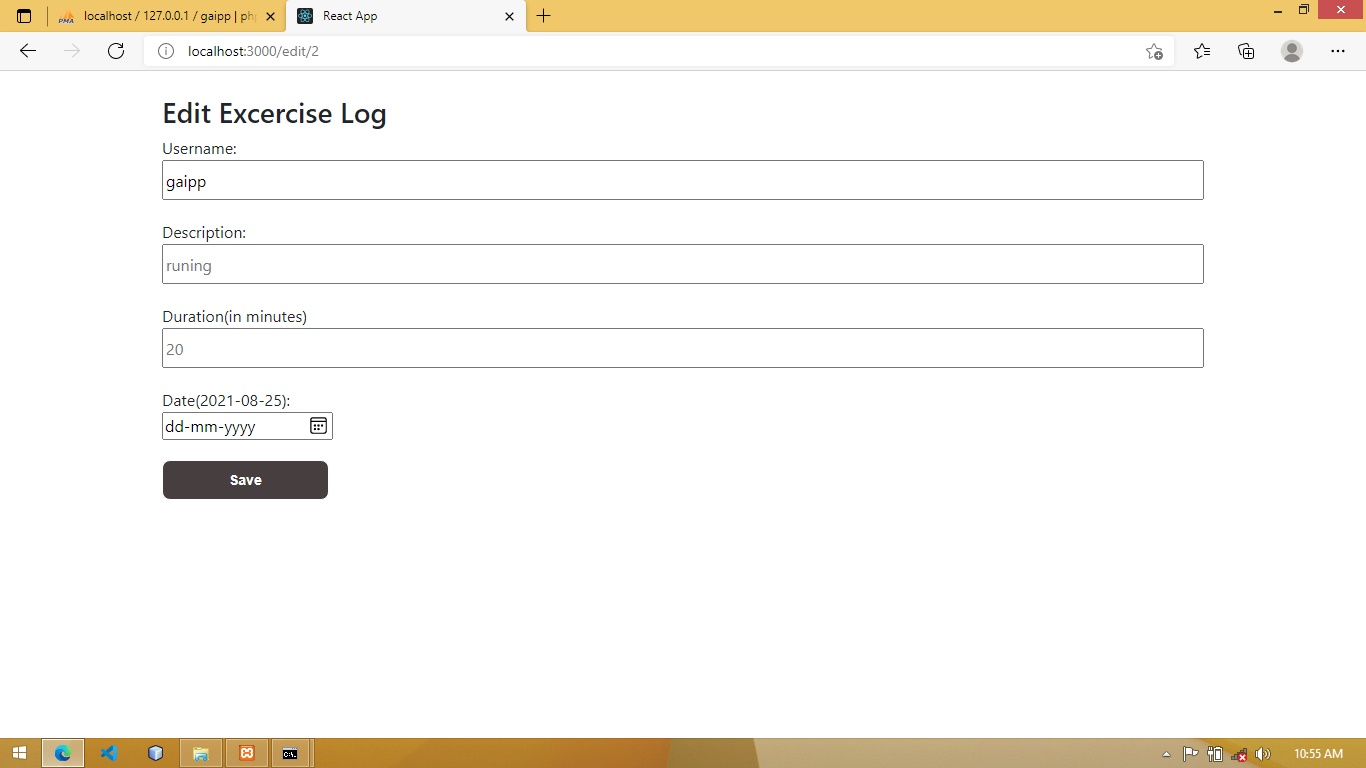 PMA
localhost / 127.0.0.1 / gaipp | ph
React App
localhost:3000/edit/2
Edit Excercise Log
Username:
gaipp
Description:
runing
Duration(in minutes)
20
Date(2021-08-25):
dd-mm-yyyy
Save
C:\.
10:55 AM